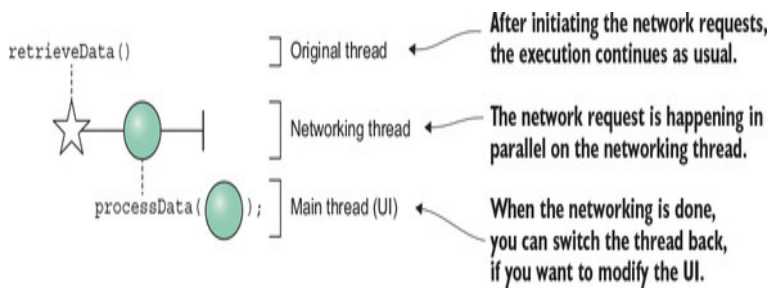 retrieveData()
Original thread
After initiating the network requests,
the execution continues as usual.
Networking thread
The network request is happening in
parallel on the networking thread.
processData( );
Main thread (UI)
When the networking is done,
you can switch the thread back,
if you want to modify the UI.